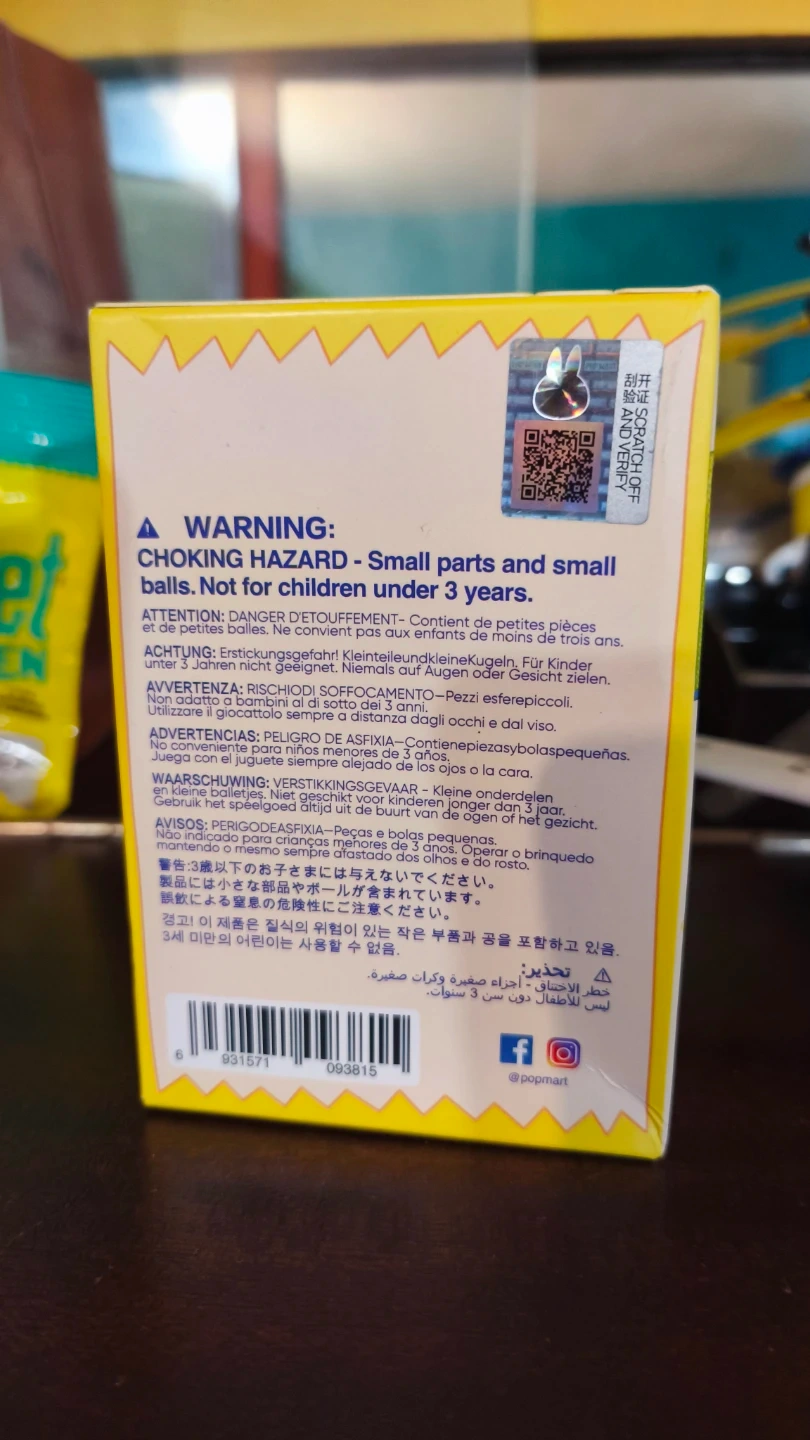 开证 SCRATCH OFF
刮验 AND VERIFY
WARNING:
CHOKING HAZARD - Small parts and small
balls. Not for children under 3 years.
ATTENTION: DANGER D'ETOUFFEMENT- Contient de petites pièces
et de petites balles. Ne convient pas aux enfants de moins de trois ans.
ACHTUNG: Erstickungsgefahr! KleinteileundkleineKugeln. Für Kinder
unter 3 Jahren nicht geeignet. Niemals auf Augen oder Gesicht zielen.
AVVERTENZA: RISCHIODI SOFFOCAMENTO—Pezzi esferepiccoli.
Non adatto a bambini al di sotto dei 3 anni.
Utilizzare il giocattolo sempre a distanza dagli occhi e dal viso.
ADVERTENCIAS: PELIGRO DE ASFIXIA—Contienepiezasybolaspequeñas.
No conveniente para niños menores de 3 años.
Juega con el juguete siempre alejado de los ojos o la cara.
WAARSCHUWING: VERSTIKKINGSGEVAAR - Kleine onderdelen
en kleine balletjes. Niet geschikt voor kinderen jonger dan 3 jaar.
Gebruik het speelgoed altijd uit de buurt van de ogen of het gezicht.
AVISOS: PERIGODEASFIXIA—Peças e bolas pequenas.
Não indicado para crianças menores de 3 anos. Operar o brinquedo
mantendo o mesmo sempre afastado dos olhos e do rosto.
警告:3歳以下のお子さまには与えないでください。
製品には小さな部品やボールが含まれています。
誤飲による窒息の危険性にご注意ください。
경고! 이 제품은 질식의 위험이 있는 작은 부품과 공을 포함하고 있음.
3세 미만의 어린이는 사용할 수 없음.
تحذير:
خطر الاختناق - أجزاء صغيرة وكرات صغيرة.
ليس للأطفال دون سن 3 سنوات.
6 931571 093815
@popmart
et
EN